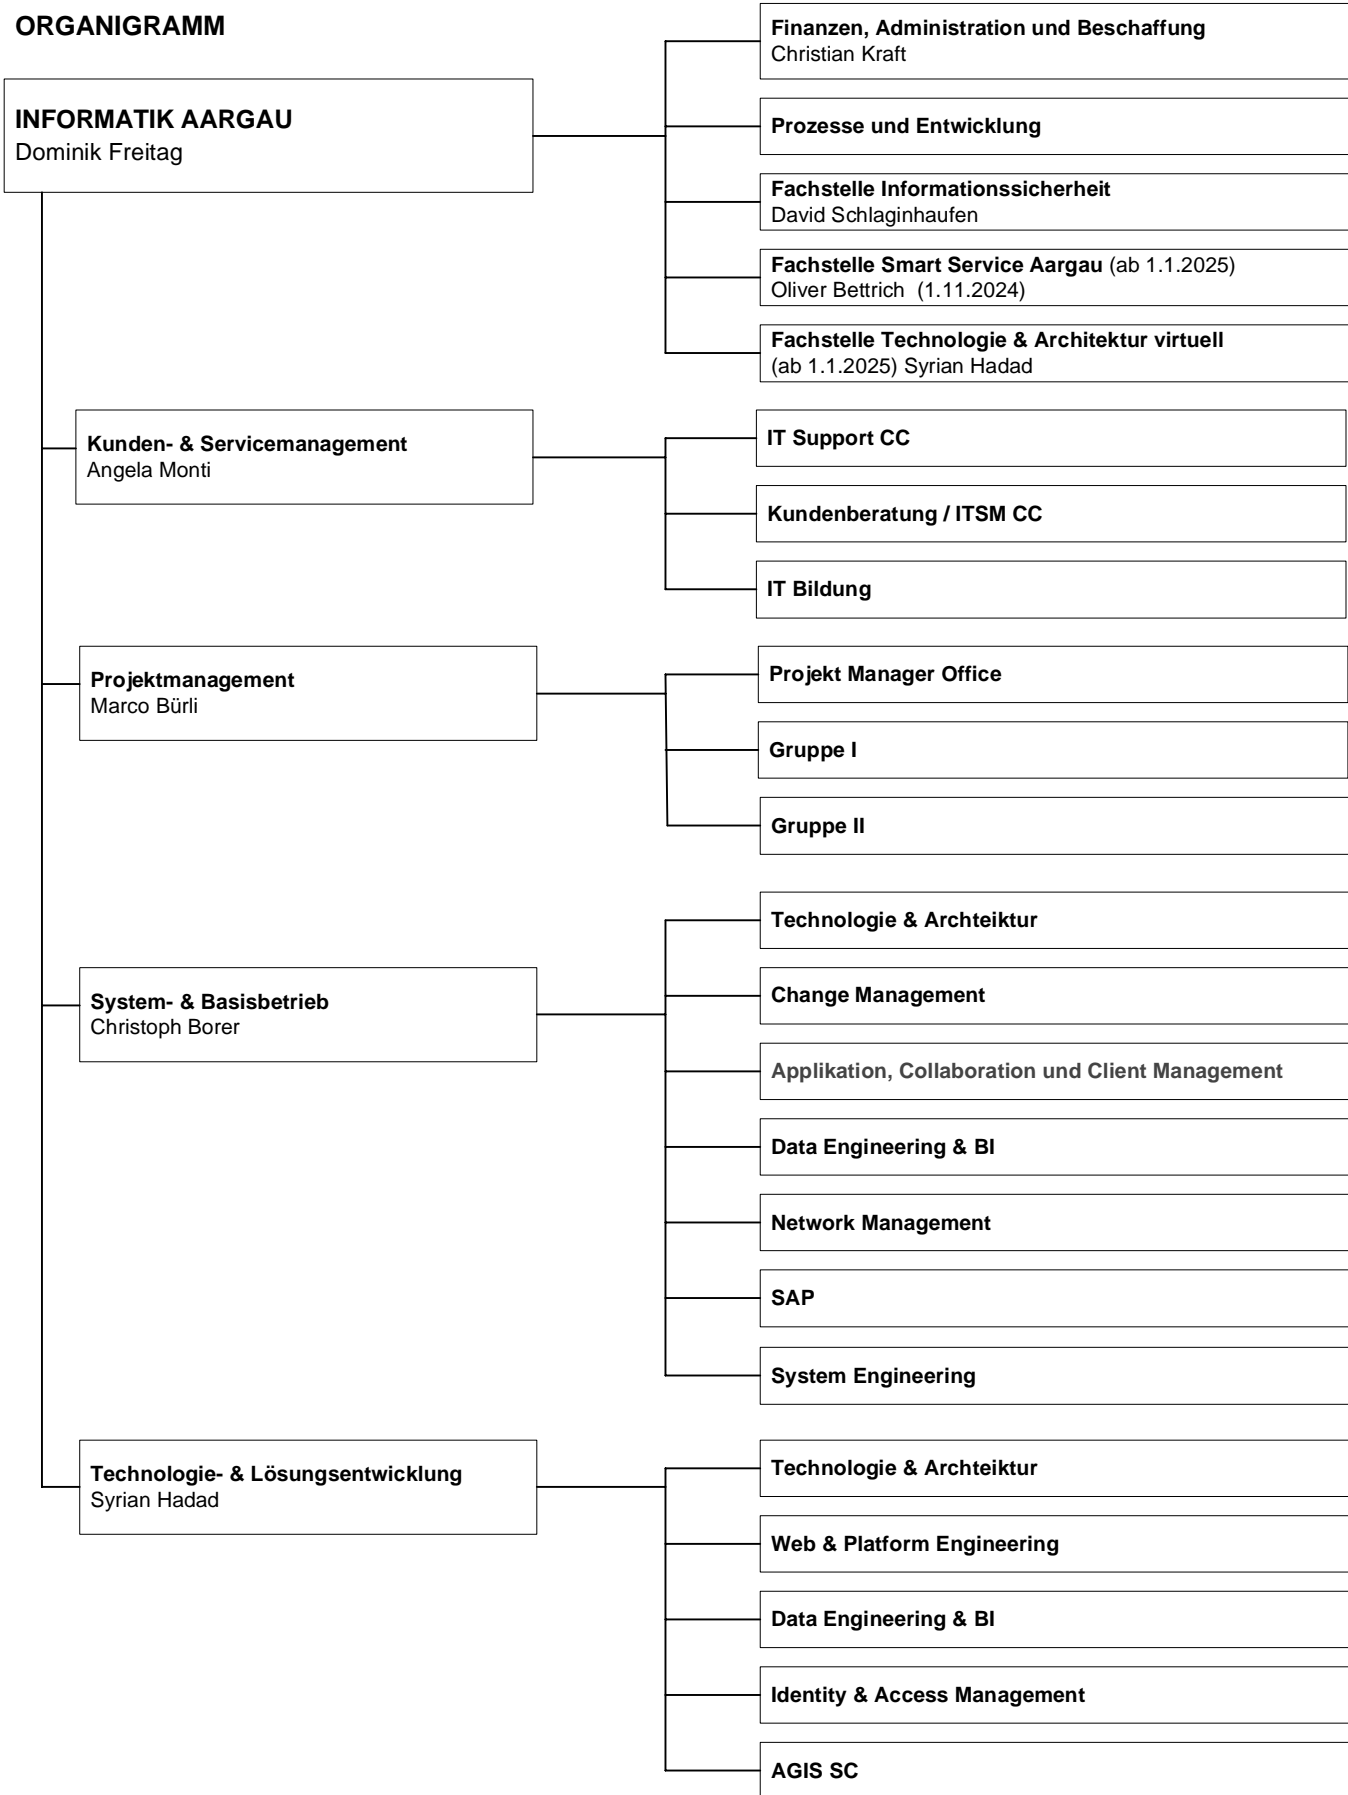 ORGANIGRAMM
INFORMATIK AARGAU
Dominik Freitag
Finanzen, Administration und Beschaffung
Christian Kraft
Prozesse und Entwicklung
Fachstelle Informationssicherheit
David Schlaginhaufen
Fachstelle Smart Service Aargau (ab 1.1.2025)
Oliver Bettrich (1.11.2024)
Fachstelle Technologie & Architektur virtuell
(ab 1.1.2025) Syrian Hadad
Kunden- & Servicemanagement
Angela Monti
IT Support CC
Kundenberatung / ITSM CC
IT Bildung
Projektmanagement
Marco Bürli
Projekt Manager Office
Gruppe I
Gruppe II
System- & Basisbetrieb
Christoph Borer
Technologie & Archteiktur
Change Management
Applikation, Collaboration und Client Management
Data Engineering & BI
Network Management
SAP
System Engineering
Technologie- & Lösungsentwicklung
Syrian Hadad
Technologie & Archteiktur
Web & Platform Engineering
Data Engineering & BI
Identity & Access Management
AGIS SC